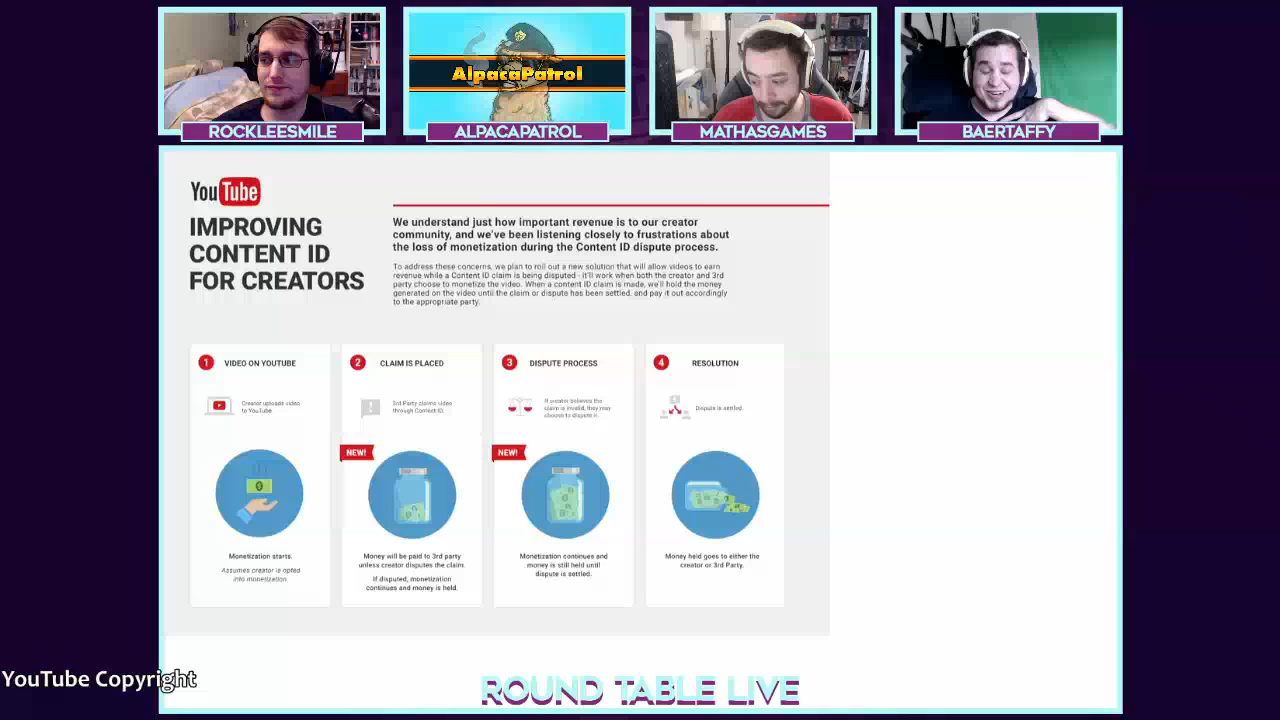 AlpacaPatrol
ROCKLEESMILE
ALPACAPATROL
MATHASGAMES
BAERTAFFY
YouTube
IMPROVING
CONTENT ID
FOR CREATORS
We understand just how important revenue is to our creator
community, and we've been listening closely to frustrations about
the loss of monetization during the Content ID dispute process.
To address these concerns, we plan to roll out a new solution that will allow videos to earn
revenue while a Content ID claim is being disputed - it'll work when both the creator and 3rd
party choose to monetize the video. When a content ID claim is made, we'll hold the money
generated on the video until the claim or dispute has been settled, and pay it out accordingly
to the appropriate party.
1 VIDEO ON YOUTUBE
Creator uploads video
to YouTube
Monetization starts.
Assumes creator is opted
into monetization.
2 CLAIM IS PLACED
3rd Party claims video
through Content ID.
NEW!
Money will be paid to 3rd party
unless creator disputes the claim.
If disputed, monetization
continues and money is held.
3 DISPUTE PROCESS
If creator believes the
claim is invalid, they may
choose to dispute it.
NEW!
Monetization continues and
money is still held until
dispute is settled.
4 RESOLUTION
Dispute is settled.
Money held goes to either the
creator or 3rd Party.
YouTube Copyright
ROUND TABLE LIVE